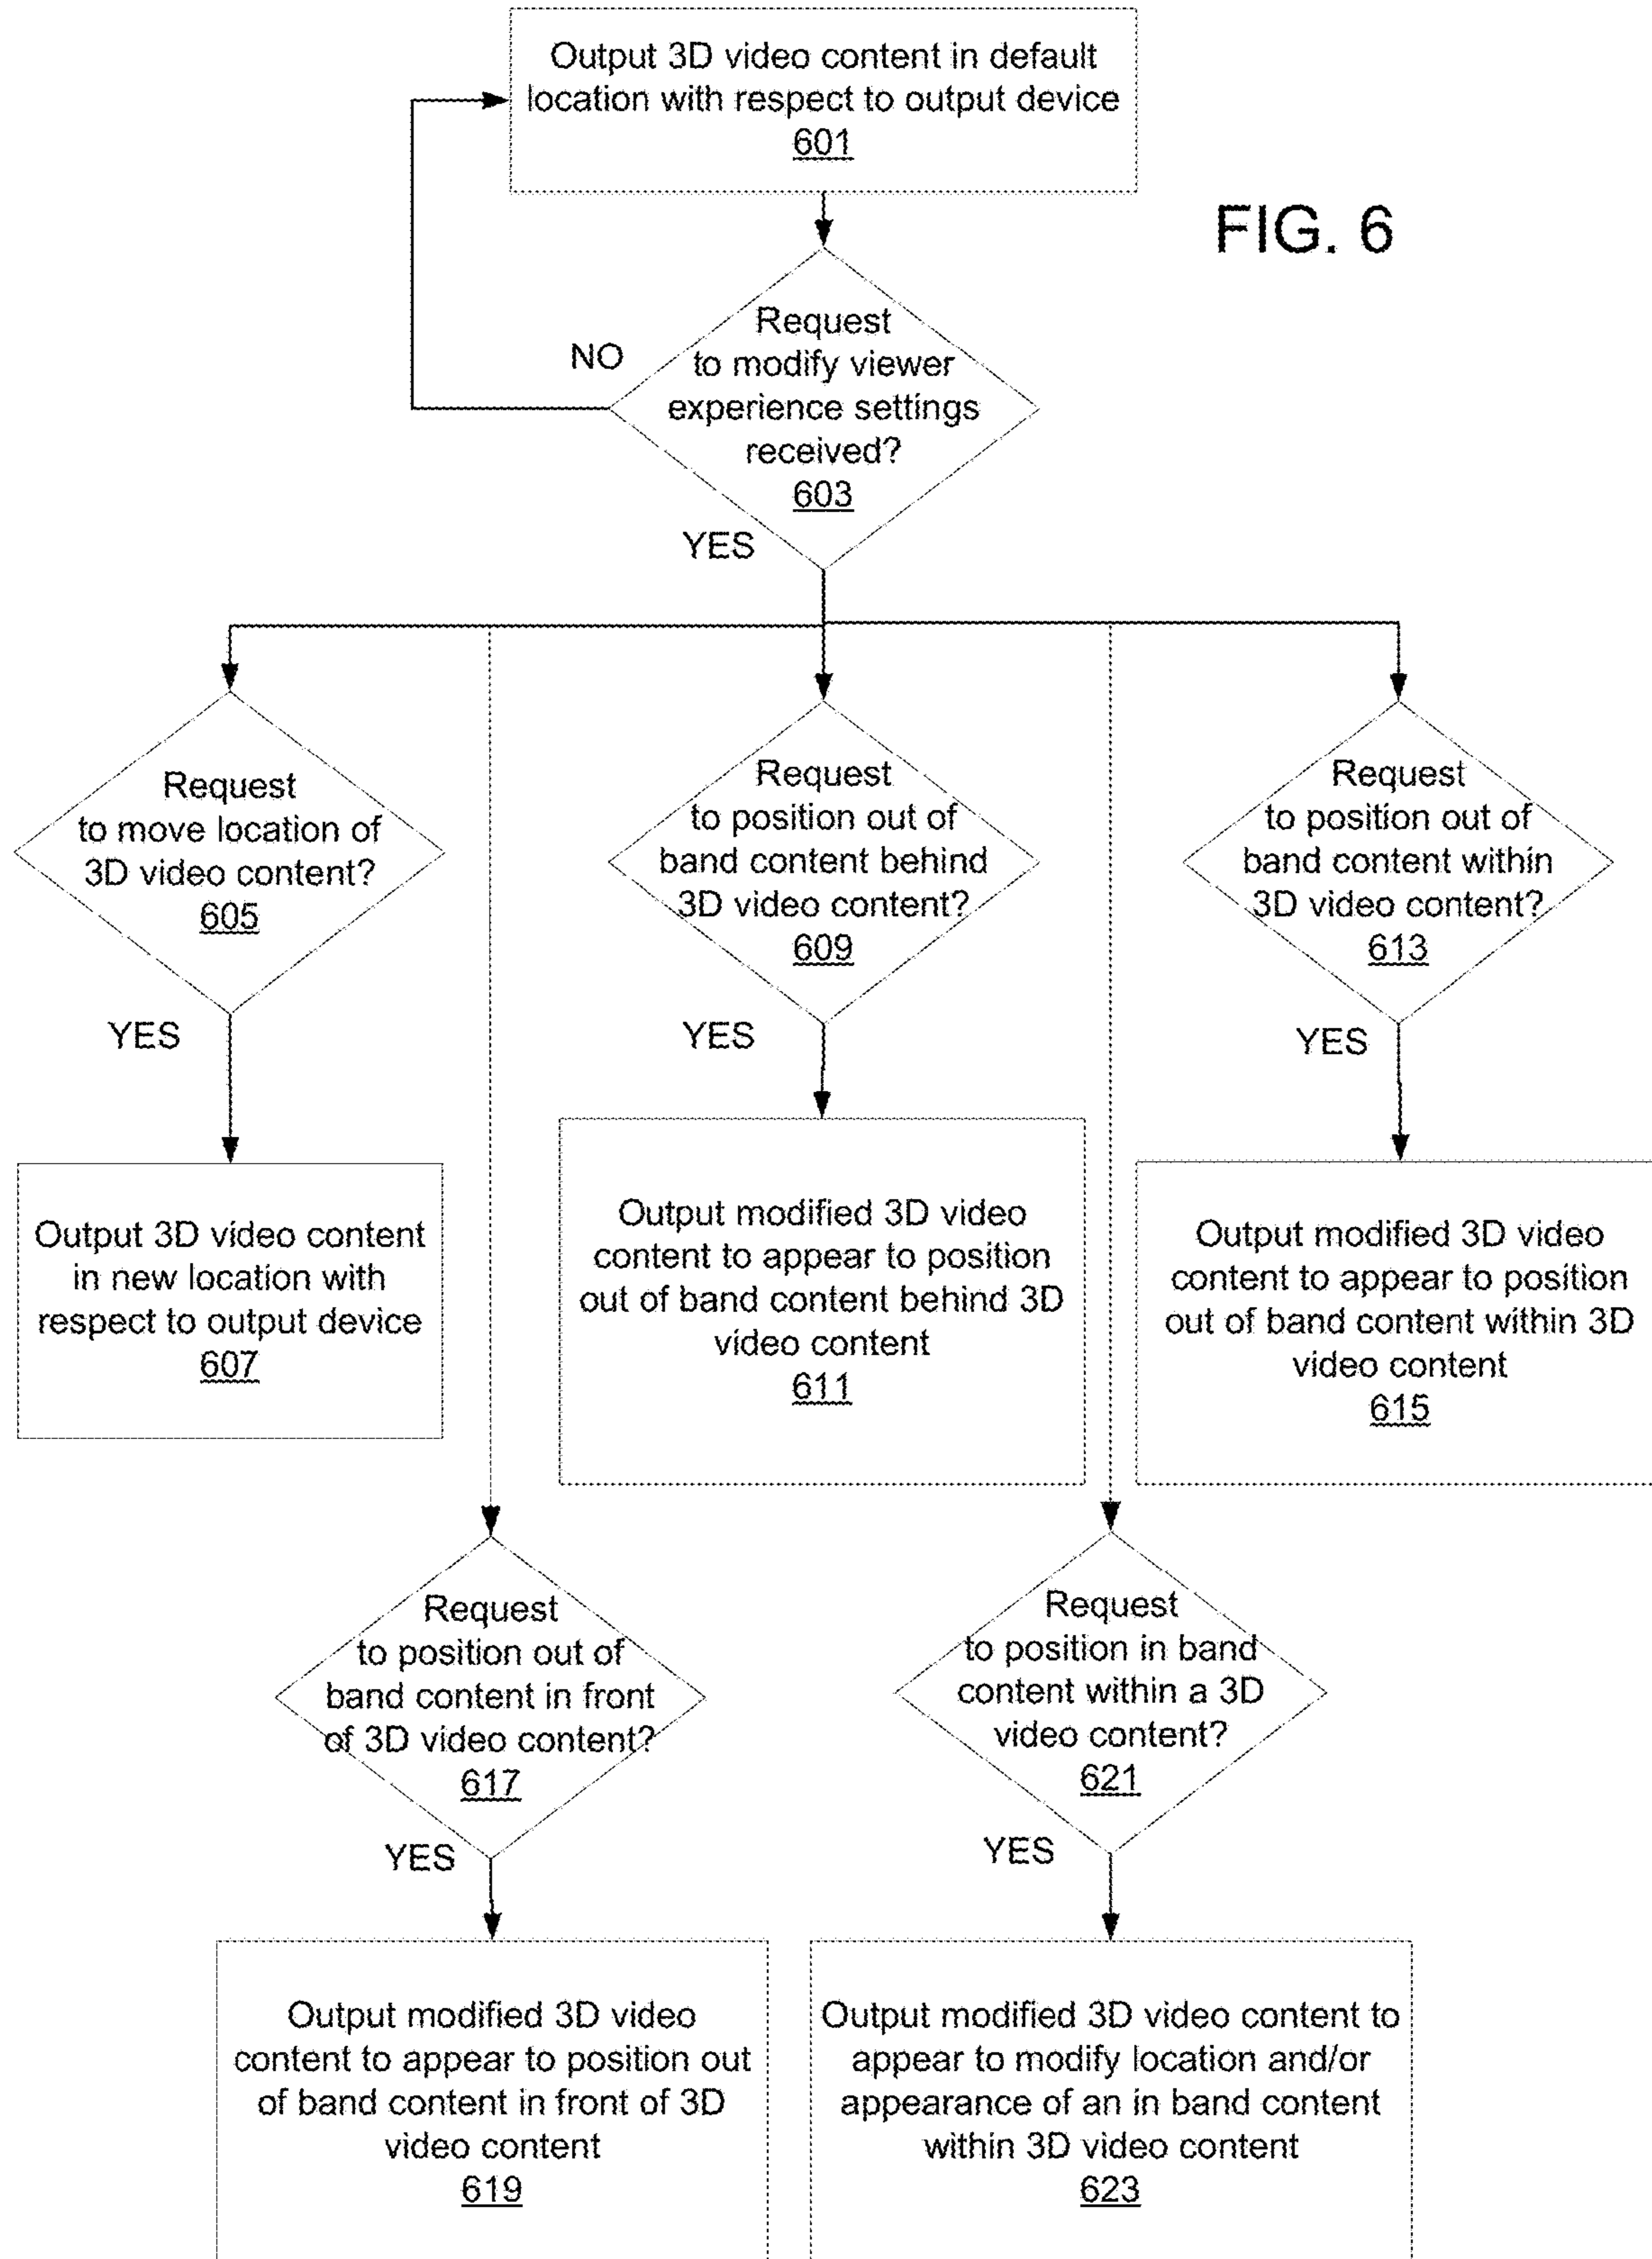 Output 3D video content in default
location with respect to output device
601
FIG. 6
Request
to modify viewer
experience settings
received?
603
NO
YES
Request
to move location of
3D video content?
605
YES
Request
to position out of
band content behind
3D video content?
609
YES
Request
to position out of
band content within
3D video content?
613
YES
Output 3D video content
in new location with
respect to output device
607
Output modified 3D video
content to appear to position
out of band content behind 3D
video content
611
Output modified 3D video
content to appear to position
out of band content within 3D
video content
615
Request
to position out of
band content in front
of 3D video content?
617
YES
Request
to position in band
content within a 3D
video content?
621
YES
Output modified 3D video
content to appear to position out
of band content in front of 3D
video content
619
Output modified 3D video content to
appear to modify location and/or
appearance of an in band content
within 3D video content
623